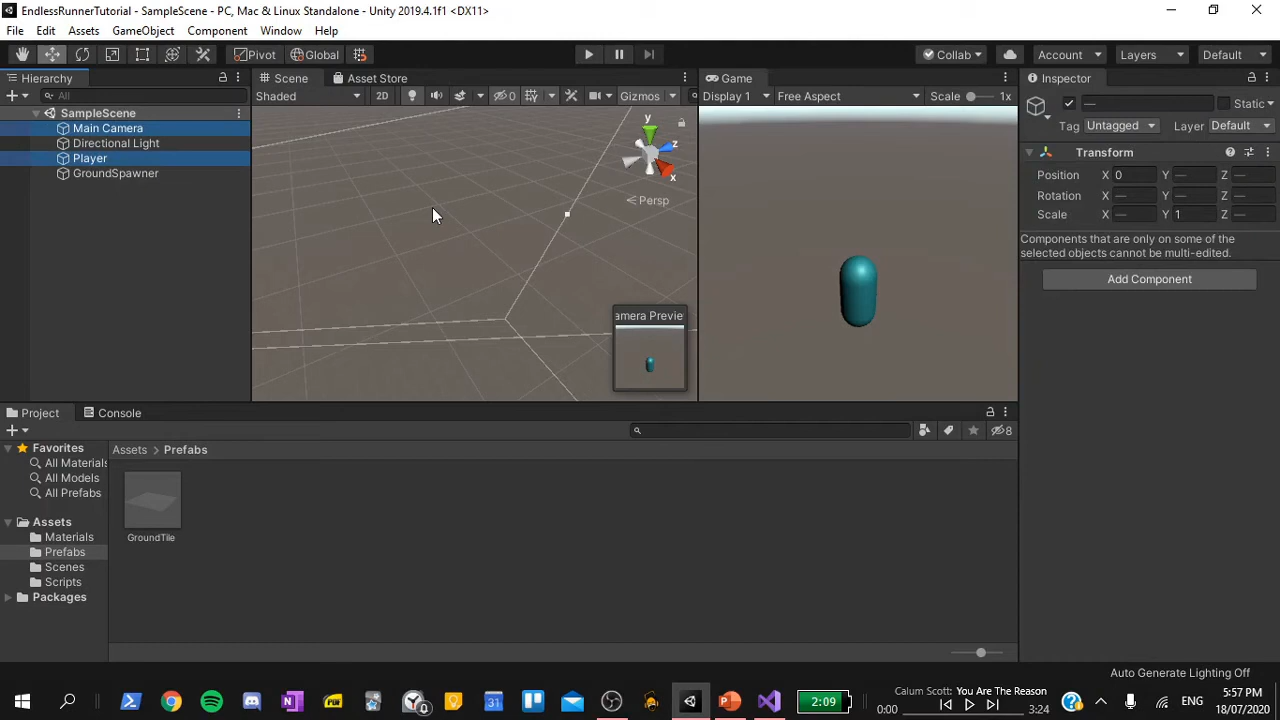 EndlessRunnerTutorial - SampleScene - PC, Mac & Linux Standalone - Unity 2019.4.1f1 <DX11>
File Edit Assets GameObject Component Window Help
Pivot Global Collab Account Layers Default
Hierarchy Scene Asset Store Game Inspector
All Shaded 2D 0 Gizmos Display 1 Free Aspect Scale 1x Static
SampleScene
Main Camera
Directional Light
Player
GroundSpawner
y
z
x
Persp
Camera Preview
Tag Untagged Layer Default
Transform
Position X 0 Y — Z —
Rotation X — Y — Z —
Scale X — Y 1 Z —
Components that are only on some of the
selected objects cannot be multi-edited.
Add Component
Project Console
8
Favorites
All Materials
All Models
All Prefabs
Assets
Materials
Prefabs
Scenes
Scripts
Packages
Assets > Prefabs
GroundTile
Auto Generate Lighting Off
2:09
Calum Scott: You Are The Reason
0:00 3:24
ENG
5:57 PM
18/07/2020